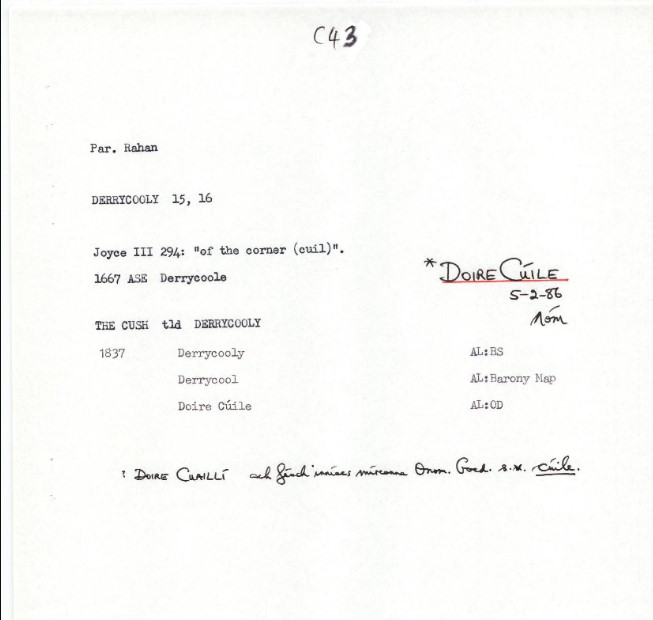 C43
Par. Rahan
DERRYCOOLY 15, 16
Joyce III 294: "of the corner (cuil)".
1667 ASE Derrycoole
*DOIRE CÚILE
5-2-86
THE CUSH tld DERRYCOOLY
1837 Derrycooly AL:BS
Derrycool AL:Barony Map
Doire Cúile AL:OD
? DOIRE CUAILLÍ ach féach Onom. Goed. s.v. Cúile.